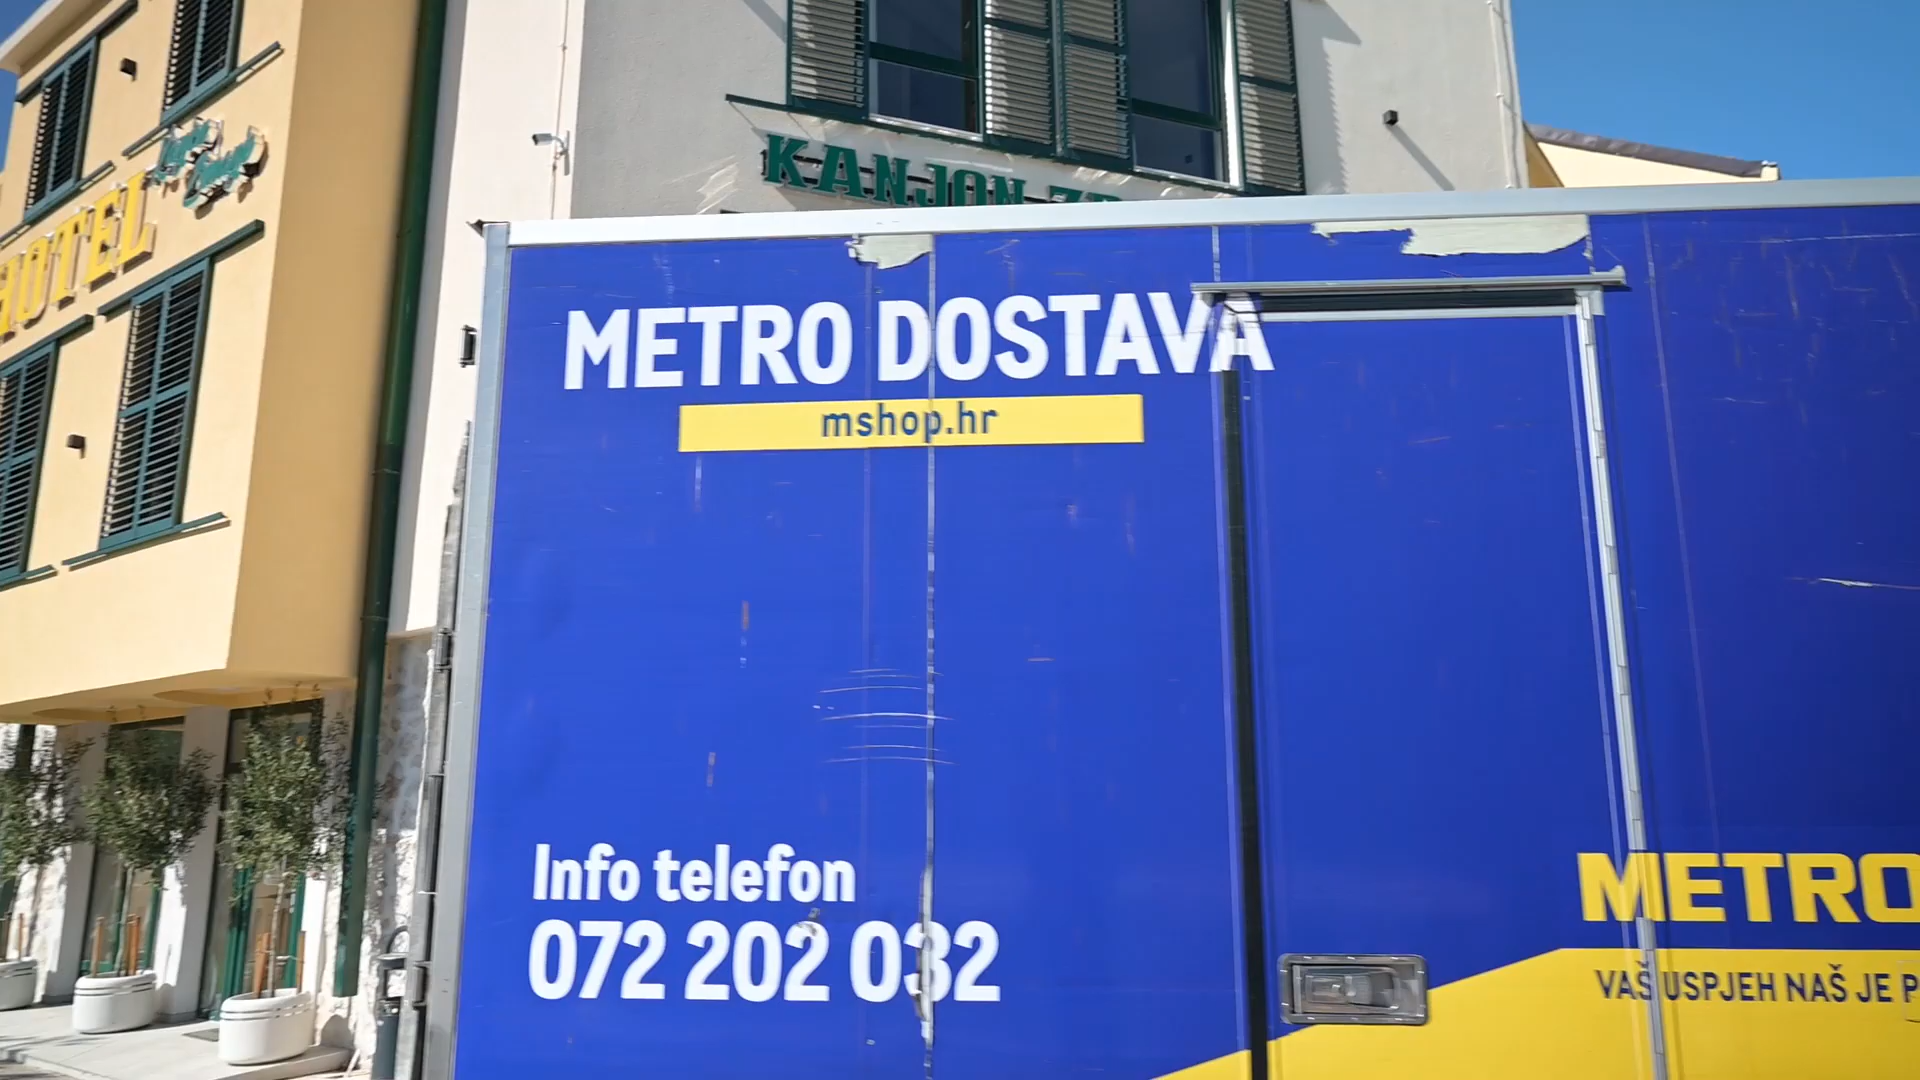 HOTEL
KANJON
METRO DOSTAVA
mshop.hr
Info telefon
072 202 032
METRO
VAŠ USPJEH NAŠ JE